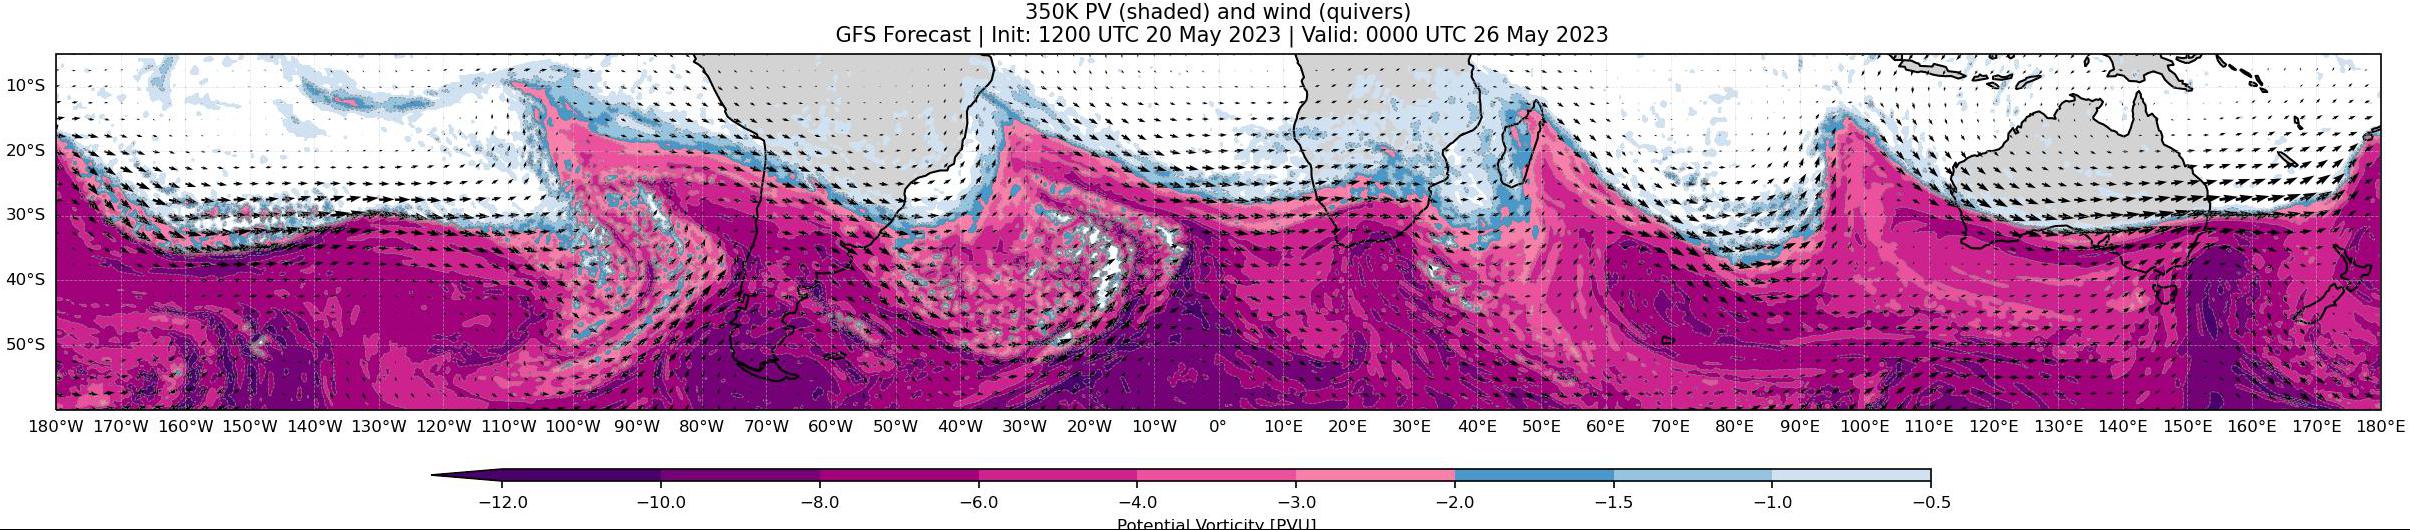 350K PV (shaded) and wind (quivers)
GFS Forecast | Init: 1200 UTC 20 May 2023 | Valid: 0000 UTC 26 May 2023
10°S
20°S
30°S
40°S
50°S
180°W 170°W 160°W 150°W 140°W 130°W 120°W 110°W 100°W 90°W 80°W 70°W 60°W 50°W 40°W 30°W 20°W 10°W 0° 10°E 20°E 30°E 40°E 50°E 60°E 70°E 80°E 90°E 100°E 110°E 120°E 130°E 140°E 150°E 160°E 170°E 180°E
−12.0 −10.0 −8.0 −6.0 −4.0 −3.0 −2.0 −1.5 −1.0 −0.5
Potential Vorticity [PVU]